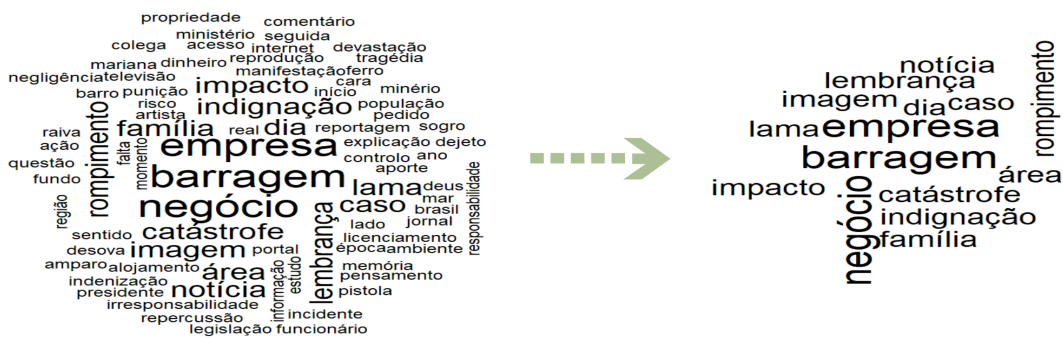 propriedade comentário
ministério seguida
colega acesso internet devastação
mariana dinheiro reprodução tragédia
negligência televisão manifestação ferro
barro punição impacto início cara minério
risco indignação população
artista pedido
raiva família real dia reportagem sogro
ação rompimento falta empresa explicação dejeto
questão momento controlo ano
fundo barragem aporte
lama deus
região negócio caso mar responsabilidade
brasil
lado jornal
sentido catástrofe lembrança licenciamento
desova imagem portal época ambiente
amparo alojamento área memória
indenização informação estudo pensamento
presidente notícia pistola
irresponsabilidade incidente
repercussão
legislação funcionário
notícia
lembrança rompimento
imagem dia caso
lama empresa
barragem
área
impacto negócio catástrofe
indignação
família